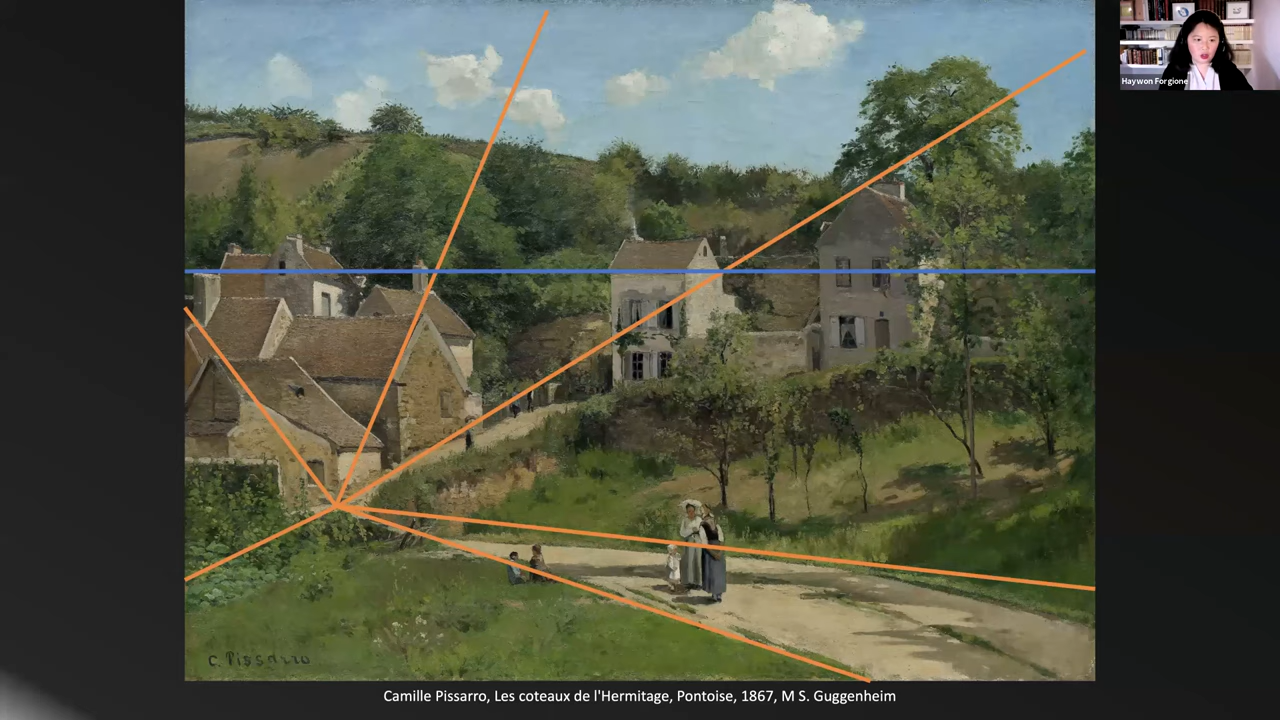 Haywon Forgione
C. Pissarro
Camille Pissarro, Les coteaux de l'Hermitage, Pontoise, 1867, M S. Guggenheim